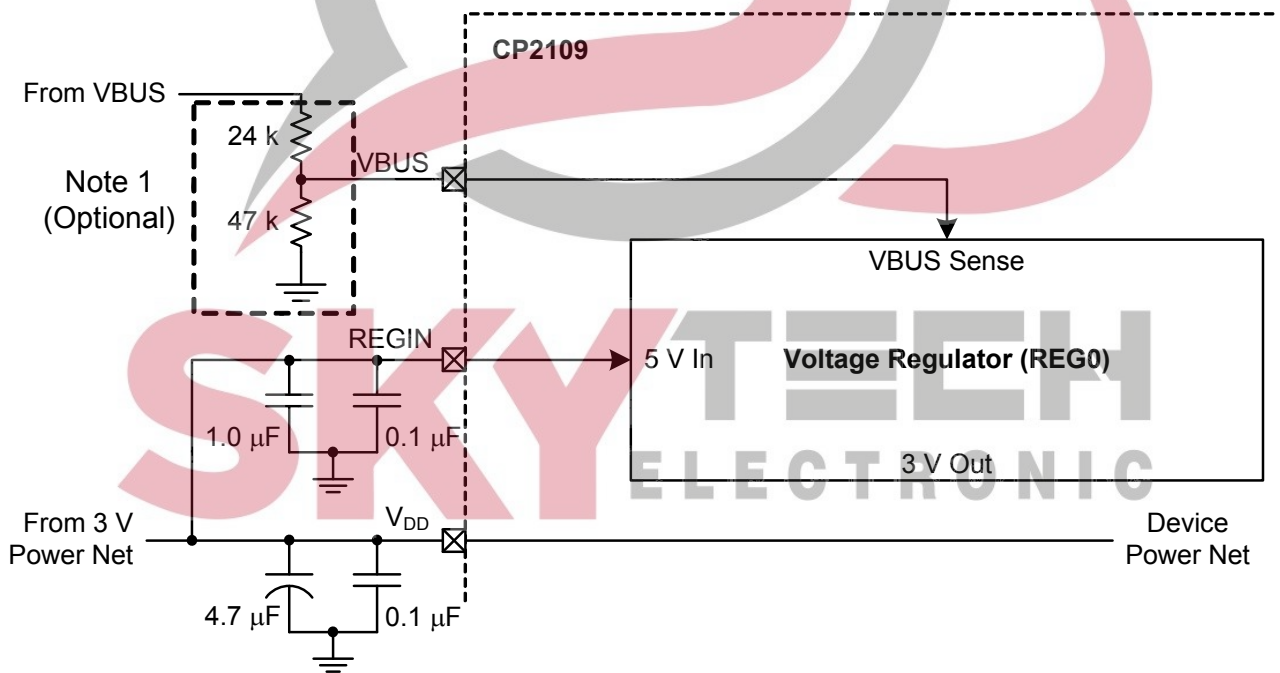 CP2109
From VBUS
24 k
VBUS
Note 1
(Optional)
47 k
VBUS Sense
REGIN
5 V In
Voltage Regulator (REG0)
1.0 μF
0.1 μF
3 V Out
SKYTECH
ELECTRONIC
From 3 V
Power Net
VDD
Device
Power Net
4.7 μF
0.1 μF